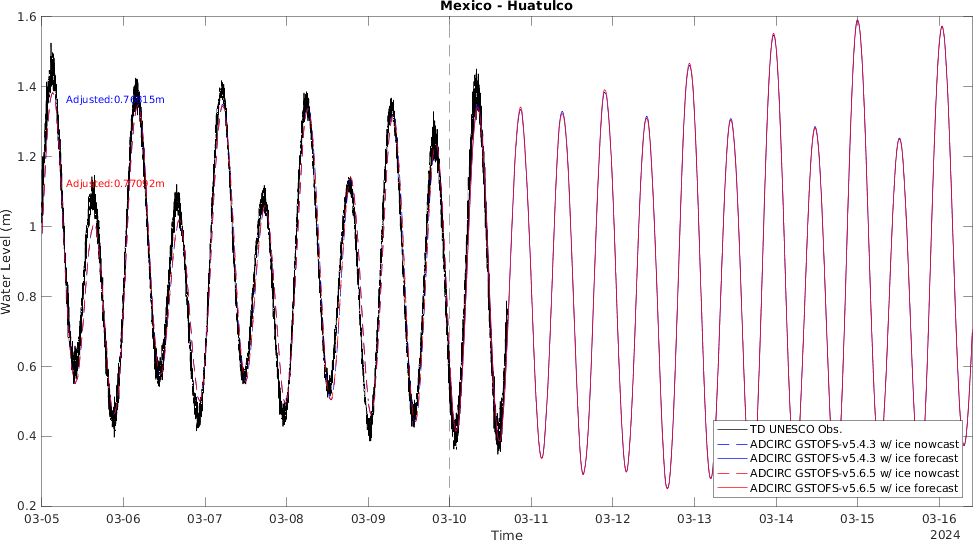 Mexico - Huatulco
1.6
1.4
1.2
1
0.8
0.6
0.4
0.2
Water Level (m)
Adjusted:0.77092m
03-05
03-06
03-07
03-08
03-09
03-10
03-11
03-12
03-13
03-14
03-15
03-16
Time
2024
TD UNESCO Obs.
ADCIRC GSTOFS-v5.4.3 w/ ice nowcast
ADCIRC GSTOFS-v5.4.3 w/ ice forecast
ADCIRC GSTOFS-v5.6.5 w/ ice nowcast
ADCIRC GSTOFS-v5.6.5 w/ ice forecast